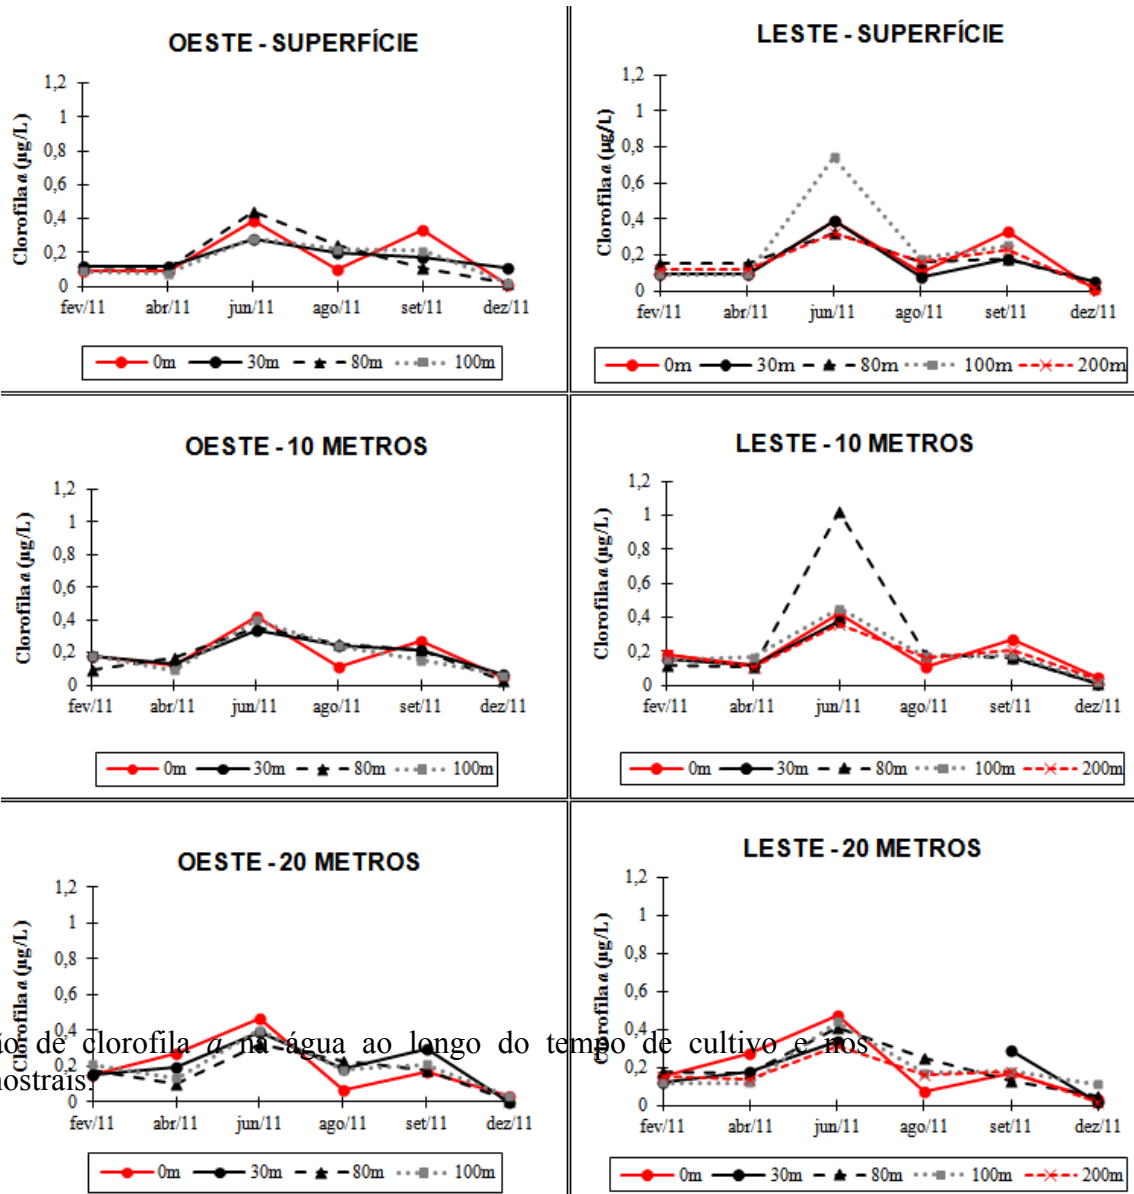 OESTE - SUPERFÍCIE
Clorofila a (µg/L)
1,2
1
0,8
0,6
0,4
0,2
0
fev/11 abr/11 jun/11 ago/11 set/11 dez/11
0m 30m 80m 100m
LESTE - SUPERFÍCIE
Clorofila a (µg/L)
1,2
1
0,8
0,6
0,4
0,2
0
fev/11 abr/11 jun/11 ago/11 set/11 dez/11
0m 30m 80m 100m 200m
OESTE - 10 METROS
Clorofila a (µg/L)
1,2
1
0,8
0,6
0,4
0,2
0
fev/11 abr/11 jun/11 ago/11 set/11 dez/11
0m 30m 80m 100m
LESTE - 10 METROS
Clorofila a (µg/L)
1,2
1
0,8
0,6
0,4
0,2
0
fev/11 abr/11 jun/11 ago/11 set/11 dez/11
0m 30m 80m 100m 200m
OESTE - 20 METROS
Clorofila a (µg/L)
1,2
1
0,8
0,6
0,4
0,2
0
fev/11 abr/11 jun/11 ago/11 set/11 dez/11
0m 30m 80m 100m
LESTE - 20 METROS
Clorofila a (µg/L)
1,2
1
0,8
0,6
0,4
0,2
0
fev/11 abr/11 jun/11 ago/11 set/11 dez/11
0m 30m 80m 100m 200m
ão de clorofila a na água ao longo do tempo de cultivo e nos
nostrais.